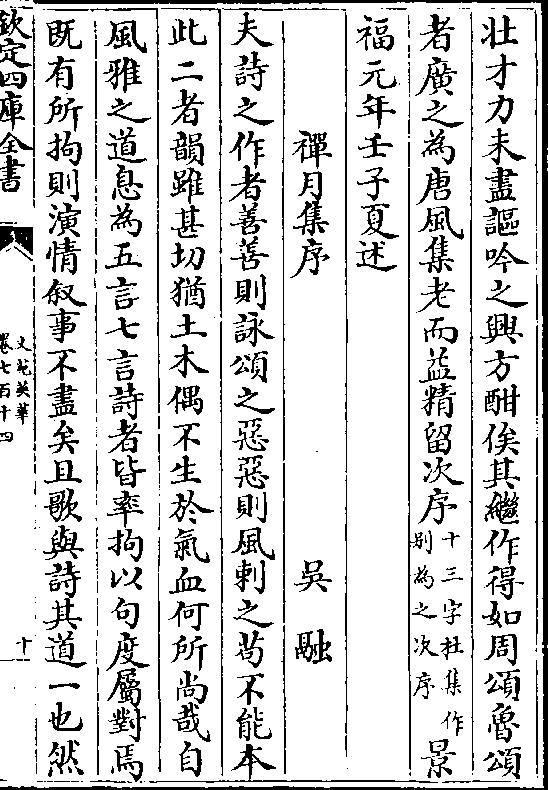 壯才力未盡謳吟之興方酣俟其繼作得如周頌魯頌
者廣之為唐風集老而益精留次序十三字杜集作別為之次序景
福元年壬子夏述
禪月集序 吳融
夫詩之作者善善則詠頌之惡惡則風刺之茍不能本
此二者韻雖甚切猶土木偶不生於氣血何所尚哉自
風雅之道息為五言七言詩者皆率拘以句度屬對焉
既有所拘則演情叙事不盡矣且歌與詩其道一也然
欽定四庫全書
文苑英華
卷七百十四
十